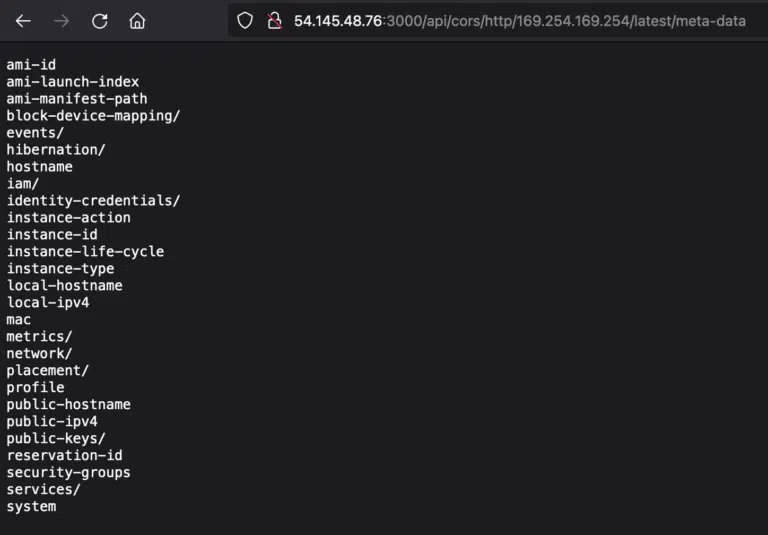 54.145.48.76:3000/api/cors/http/169.254.169.254/latest/meta-data
ami-id
ami-launch-index
ami-manifest-path
block-device-mapping/
events/
hibernation/
hostname
iam/
identity-credentials/
instance-action
instance-id
instance-life-cycle
instance-type
local-hostname
local-ipv4
mac
metrics/
network/
placement/
profile
public-hostname
public-ipv4
public-keys/
reservation-id
security-groups
services/
system